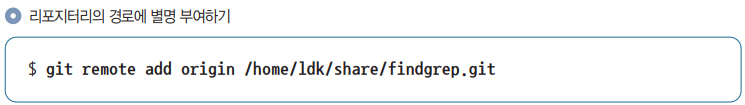 리포지터리의 경로에 별명 부여하기
$ git remote add origin /home/ldk/share/findgrep.git